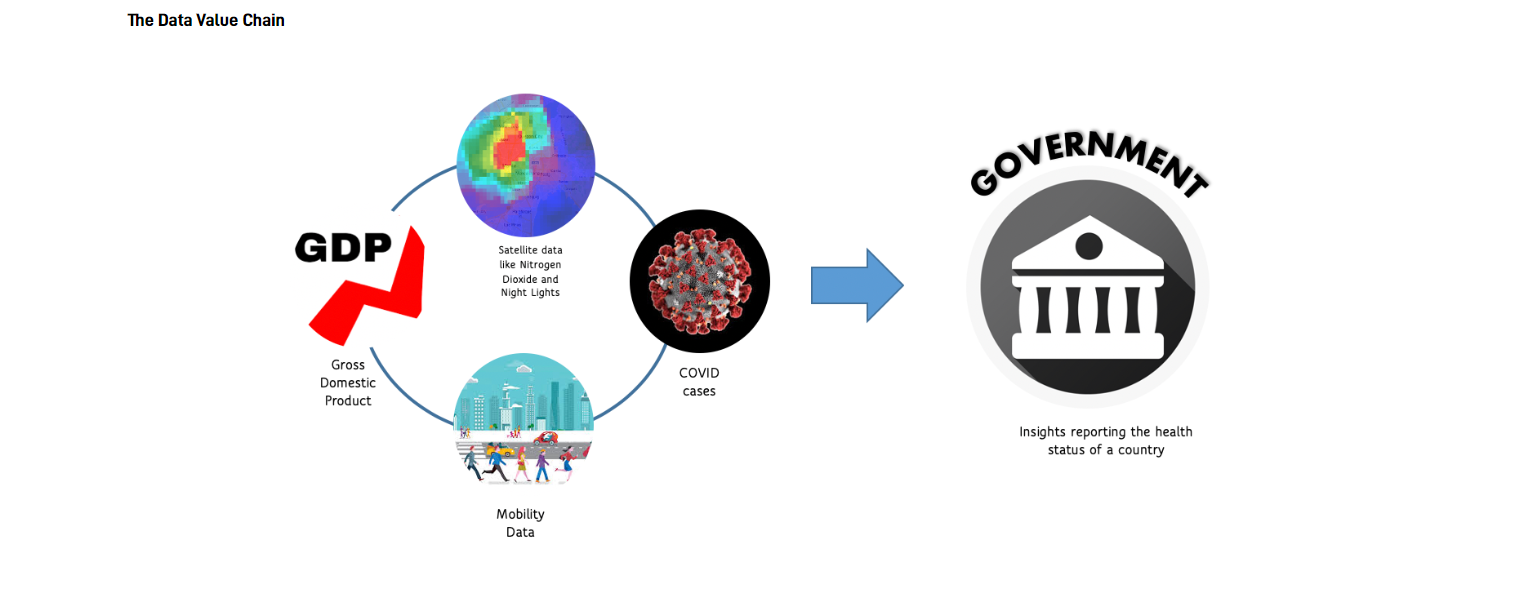 The Data Value Chain
GDP
Gross
Domestic
Product
Satellite data
like Nitrogen
Dioxide and
Night Lights
COVID
cases
Mobility
Data
GOVERNMENT
Insights reporting the health
status of a country